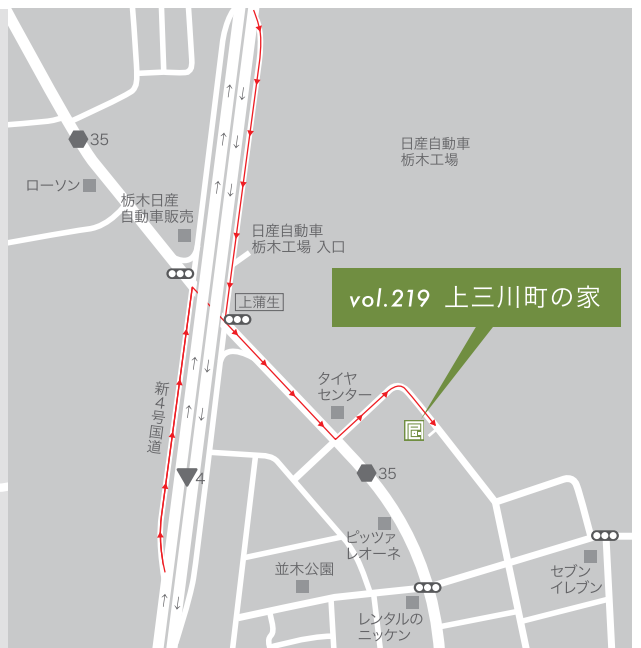 35
日産自動車
栃木工場
ローソン
栃木日産
自動車販売
日産自動車
栃木工場 入口
vol.219 上三川町の家
上蒲生
タイヤ
センター
新4号国道
4
35
ピッツァ
レオーネ
並木公園
セブン
イレブン
レンタルの
ニッケン